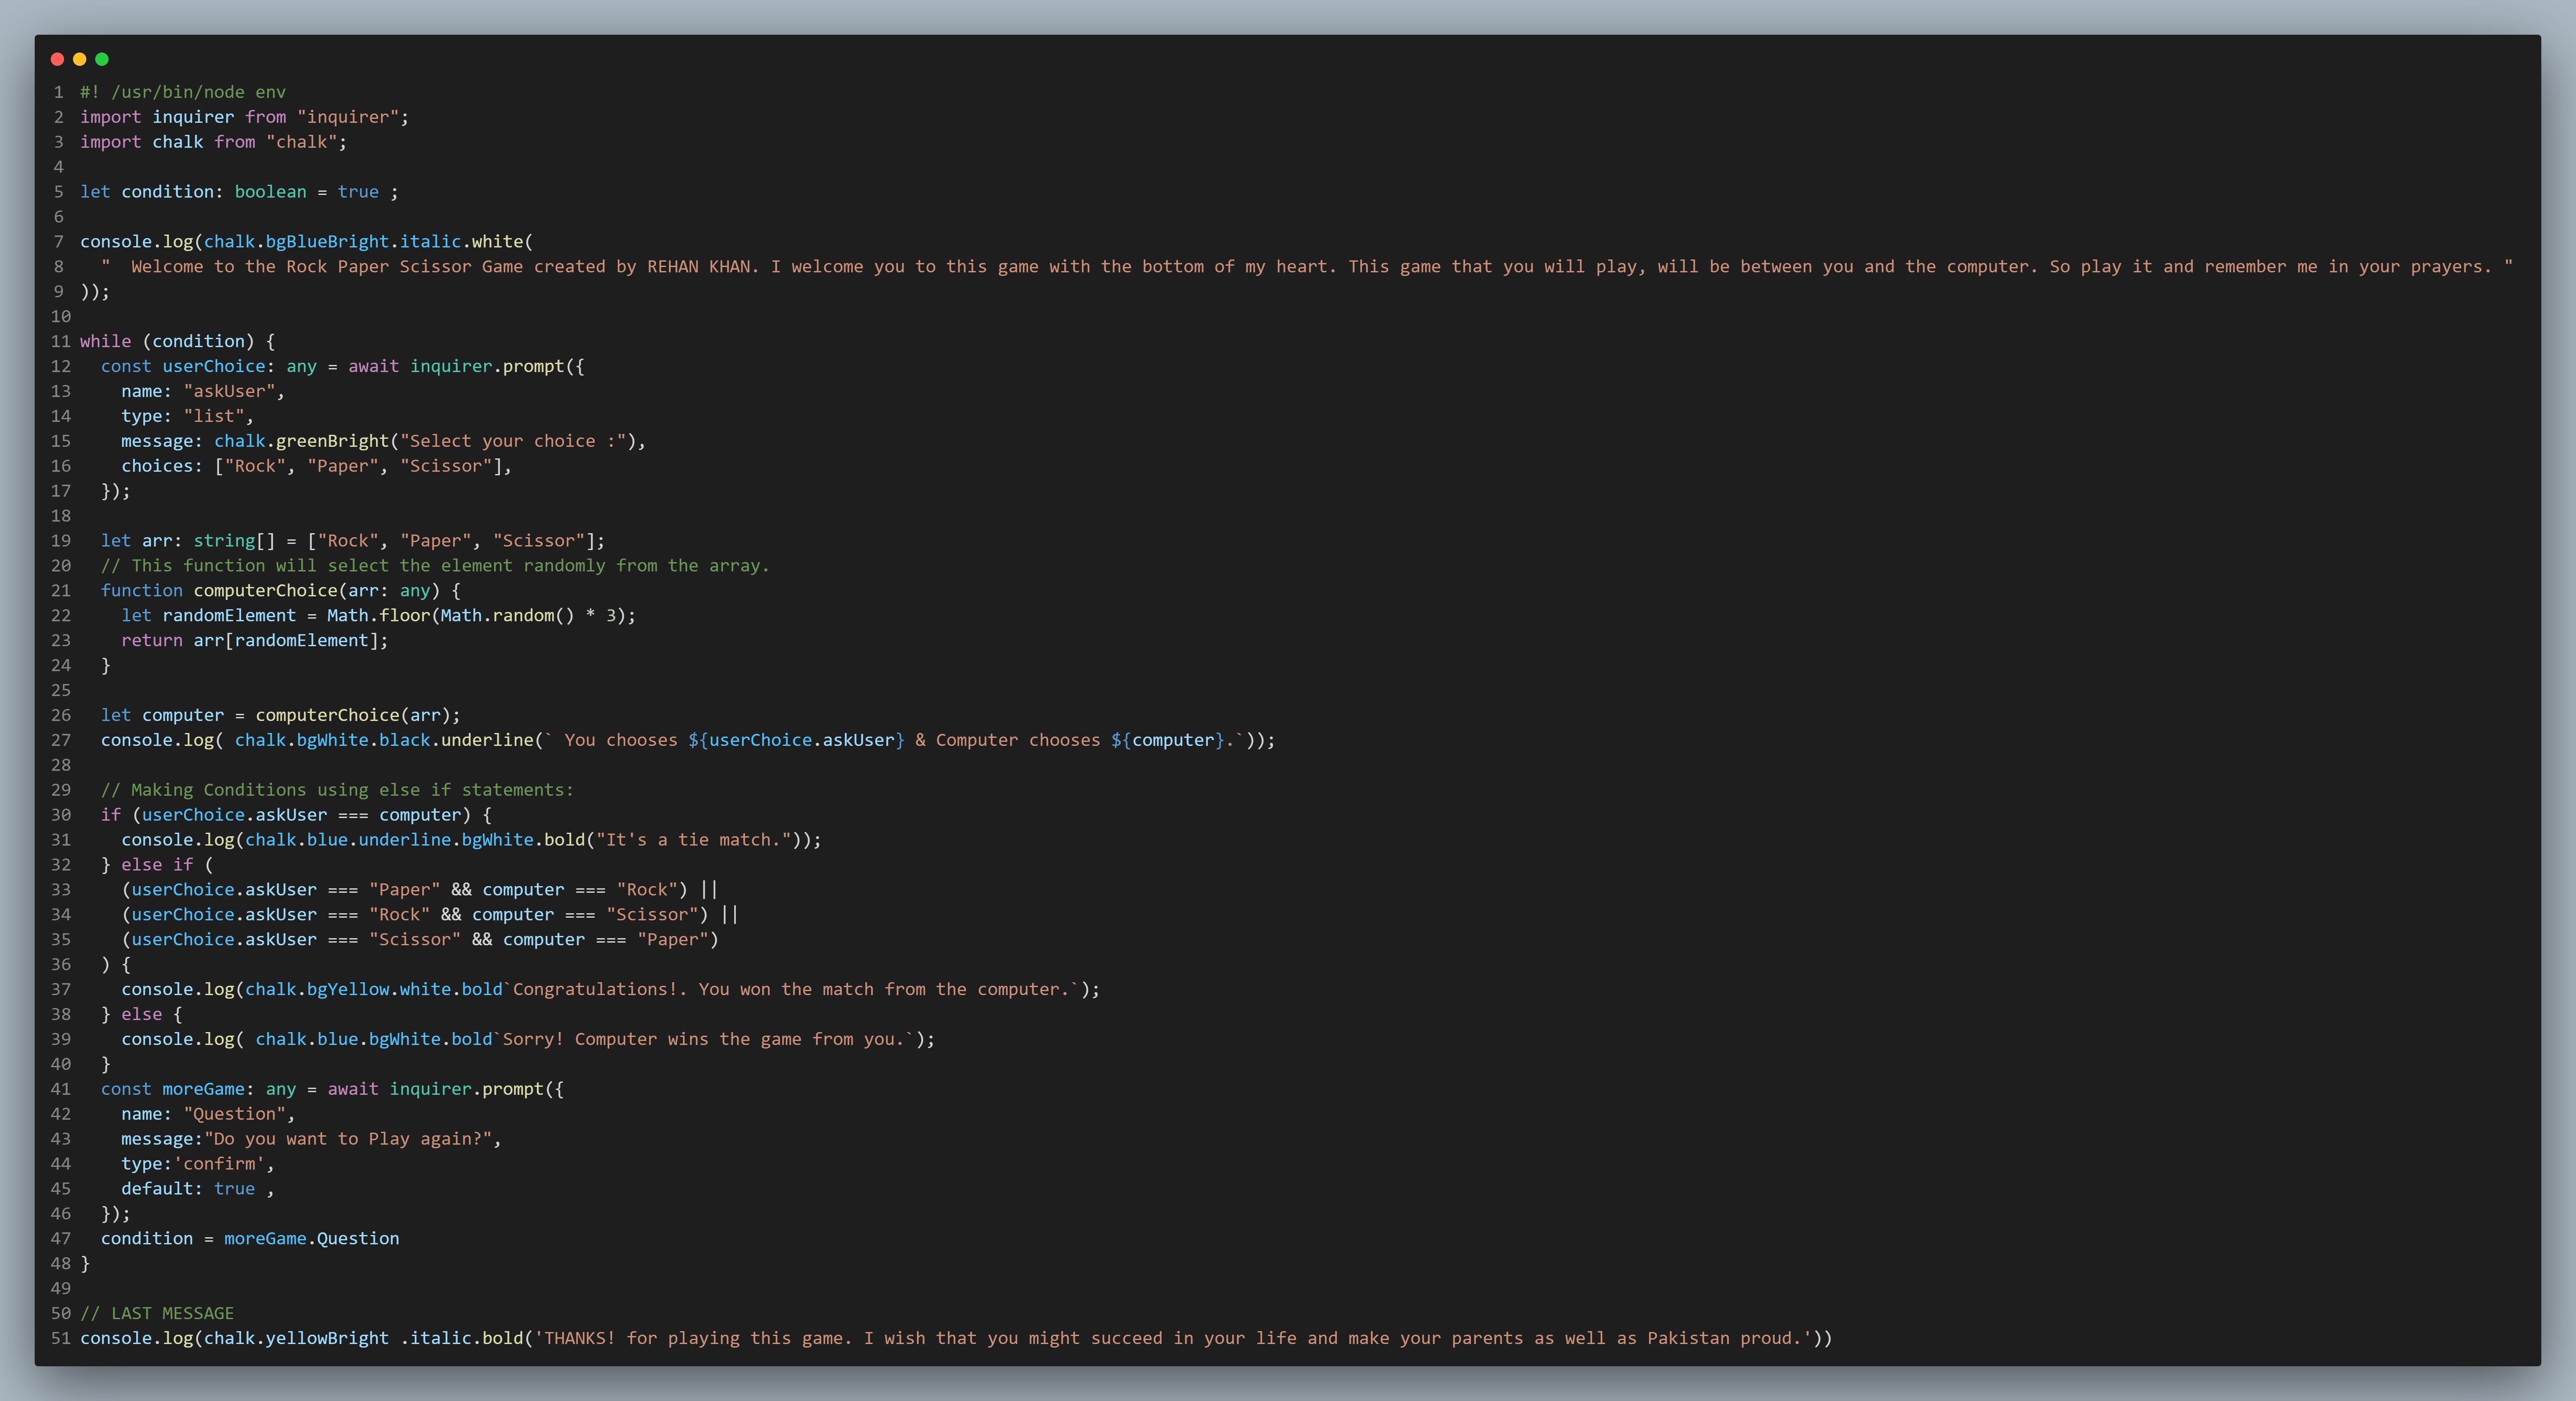 1 #! /usr/bin/node env
2 import inquirer from "inquirer";
3 import chalk from "chalk";
4
5 let condition: boolean = true ;
6
7 console.log(chalk.bgBlueBright.italic.white(
8   "  Welcome to the Rock Paper Scissor Game created by REHAN KHAN. I welcome you to this game with the bottom of my heart. This game that you will play, will be between you and the computer. So play it and remember me in your prayers. "
9 ));
10
11 while (condition) {
12   const userChoice: any = await inquirer.prompt({
13     name: "askUser",
14     type: "list",
15     message: chalk.greenBright("Select your choice :"),
16     choices: ["Rock", "Paper", "Scissor"],
17   });
18
19   let arr: string[] = ["Rock", "Paper", "Scissor"];
20   // This function will select the element randomly from the array.
21   function computerChoice(arr: any) {
22     let randomElement = Math.floor(Math.random() * 3);
23     return arr[randomElement];
24   }
25
26   let computer = computerChoice(arr);
27   console.log( chalk.bgWhite.black.underline(` You chooses ${userChoice.askUser} & Computer chooses ${computer}.`));
28
29   // Making Conditions using else if statements:
30   if (userChoice.askUser === computer) {
31     console.log(chalk.blue.underline.bgWhite.bold("It's a tie match."));
32   } else if (
33     (userChoice.askUser === "Paper" && computer === "Rock") ||
34     (userChoice.askUser === "Rock" && computer === "Scissor") ||
35     (userChoice.askUser === "Scissor" && computer === "Paper")
36   ) {
37     console.log(chalk.bgYellow.white.bold`Congratulations!. You won the match from the computer.`);
38   } else {
39     console.log( chalk.blue.bgWhite.bold`Sorry! Computer wins the game from you.`);
40   }
41   const moreGame: any = await inquirer.prompt({
42     name: "Question",
43     message:"Do you want to Play again?",
44     type:'confirm',
45     default: true ,
46   });
47   condition = moreGame.Question
48 }
49
50 // LAST MESSAGE
51 console.log(chalk.yellowBright .italic.bold('THANKS! for playing this game. I wish that you might succeed in your life and make your parents as well as Pakistan proud.'))